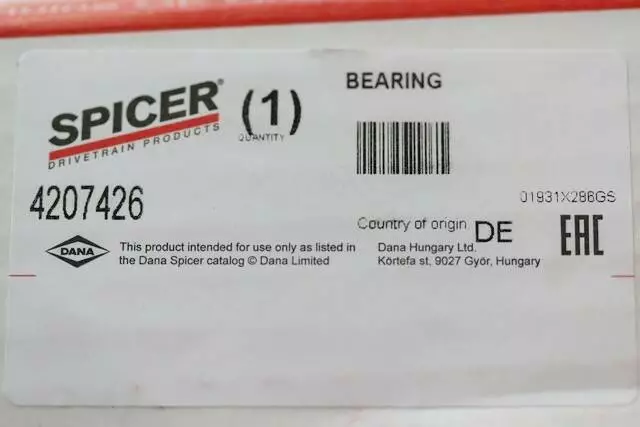 SPICER®
DRIVETRAIN PRODUCTS
(1)
QUANTITY
BEARING
4207426
01931X286GS
Country of origin DE
EAC
DANA
This product intended for use only as listed in
the Dana Spicer catalog © Dana Limited
Dana Hungary Ltd.
Körtefa st, 9027 Győr, Hungary